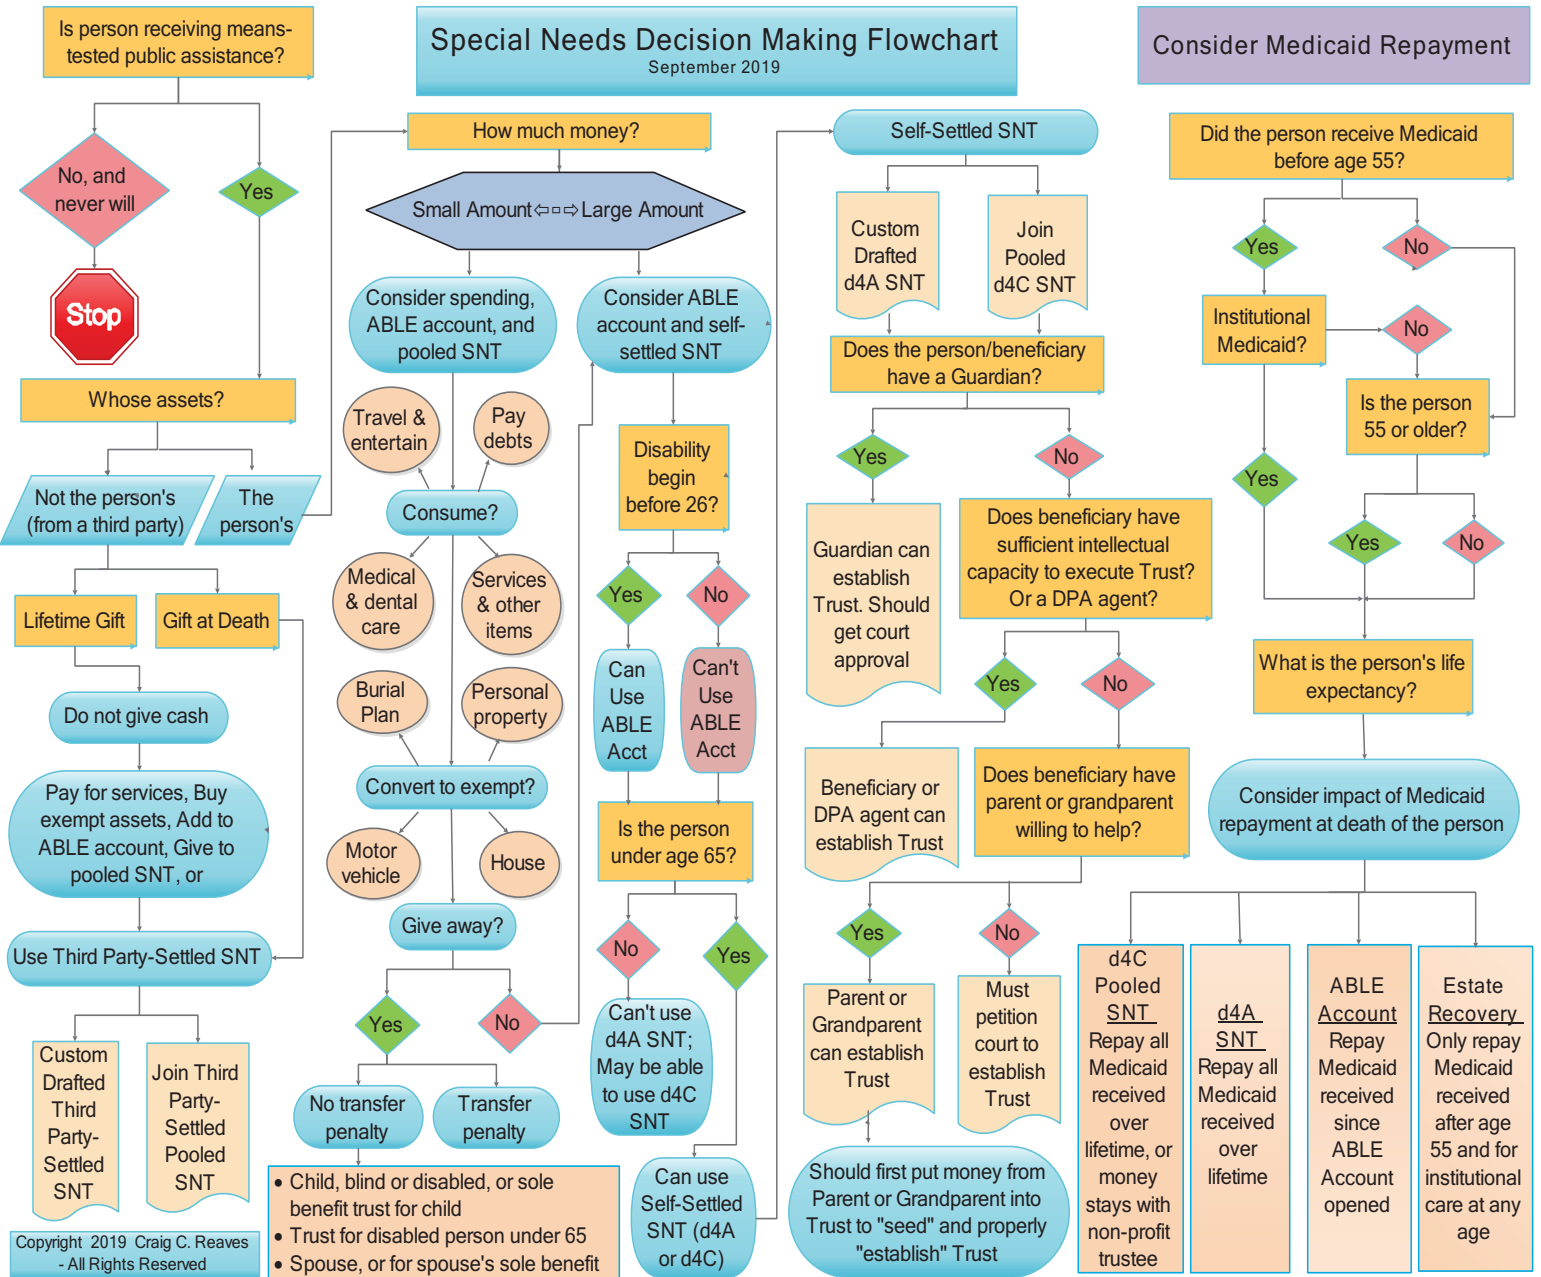 Special Needs Decision Making Flowchart
September 2019
Consider Medicaid Repayment
Is person receiving means-
tested public assistance?
No, and
never will
Yes
Stop
Whose assets?
Not the person's
(from a third party)
The
person's
Lifetime Gift
Gift at Death
Do not give cash
Pay for services, Buy
exempt assets, Add to
ABLE account, Give to
pooled SNT, or
Use Third Party-Settled SNT
Custom
Drafted
Third
Party-
Settled
SNT
Join Third
Party-
Settled
Pooled
SNT
Copyright 2019 Craig C. Reaves
- All Rights Reserved
How much money?
Small Amount⇦▫⇨Large Amount
Consider spending,
ABLE account, and
pooled SNT
Travel &
entertain
Pay
debts
Consume?
Medical
& dental
care
Services
& other
items
Burial
Plan
Personal
property
Convert to exempt?
Motor
vehicle
House
Give away?
Yes
No
No transfer
penalty
Transfer
penalty
• Child, blind or disabled, or sole
benefit trust for child
• Trust for disabled person under 65
• Spouse, or for spouse's sole benefit
Consider ABLE
account and self-
settled SNT
Disability
begin
before 26?
Yes
No
Can
Use
ABLE
Acct
Can't
Use
ABLE
Acct
Is the person
under age 65?
No
Yes
Can't use
d4A SNT;
May be able
to use d4C
SNT
Can use
Self-Settled
SNT (d4A
or d4C)
Self-Settled SNT
Custom
Drafted
d4A SNT
Join
Pooled
d4C SNT
Does the person/beneficiary
have a Guardian?
Yes
No
Guardian can
establish
Trust. Should
get court
approval
Does beneficiary have
sufficient intellectual
capacity to execute Trust?
Or a DPA agent?
Yes
No
Beneficiary or
DPA agent can
establish Trust
Does beneficiary have
parent or grandparent
willing to help?
Yes
No
Parent or
Grandparent
can establish
Trust
Must
petition
court to
establish
Trust
Should first put money from
Parent or Grandparent into
Trust to "seed" and properly
"establish" Trust
Did the person receive Medicaid
before age 55?
Yes
No
Institutional
Medicaid?
No
Yes
Is the person
55 or older?
Yes
No
What is the person's life
expectancy?
Consider impact of Medicaid
repayment at death of the person
d4C
Pooled
SNT
Repay all
Medicaid
received
over
lifetime, or
money
stays with
non-profit
trustee
d4A
SNT
Repay all
Medicaid
received
over
lifetime
ABLE
Account
Repay
Medicaid
received
since
ABLE
Account
opened
Estate
Recovery
Only repay
Medicaid
received
after age
55 and for
institutional
care at any
age